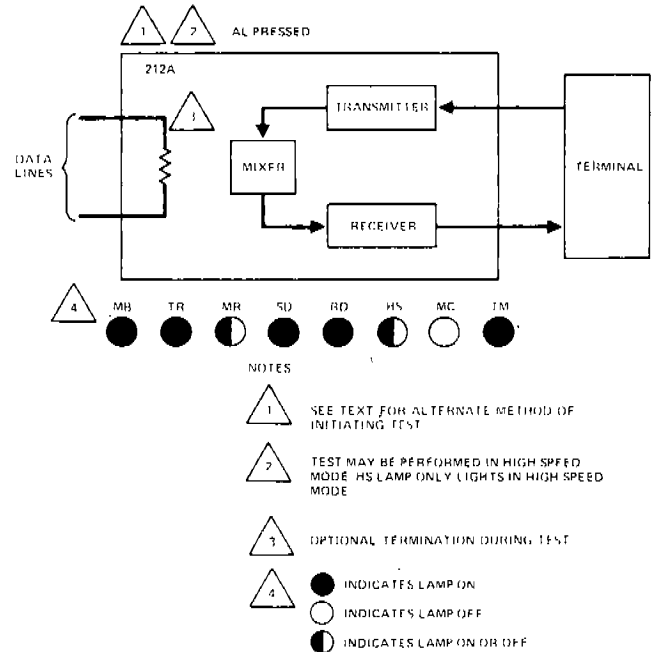 1 2 AL PRESSED
212A
3
TRANSMITTER
DATA
LINES
MIXER
TERMINAL
RECEIVER
4 MB TR MR SD RD HS MC TM
NOTES
1 SEE TEXT FOR ALTERNATE METHOD OF
INITIATING TEST
2 TEST MAY BE PERFORMED IN HIGH SPEED
MODE HS LAMP ONLY LIGHTS IN HIGH SPEED
MODE
3 OPTIONAL TERMINATION DURING TEST
4 INDICATES LAMP ON
INDICATES LAMP OFF
INDICATES LAMP ON OR OFF